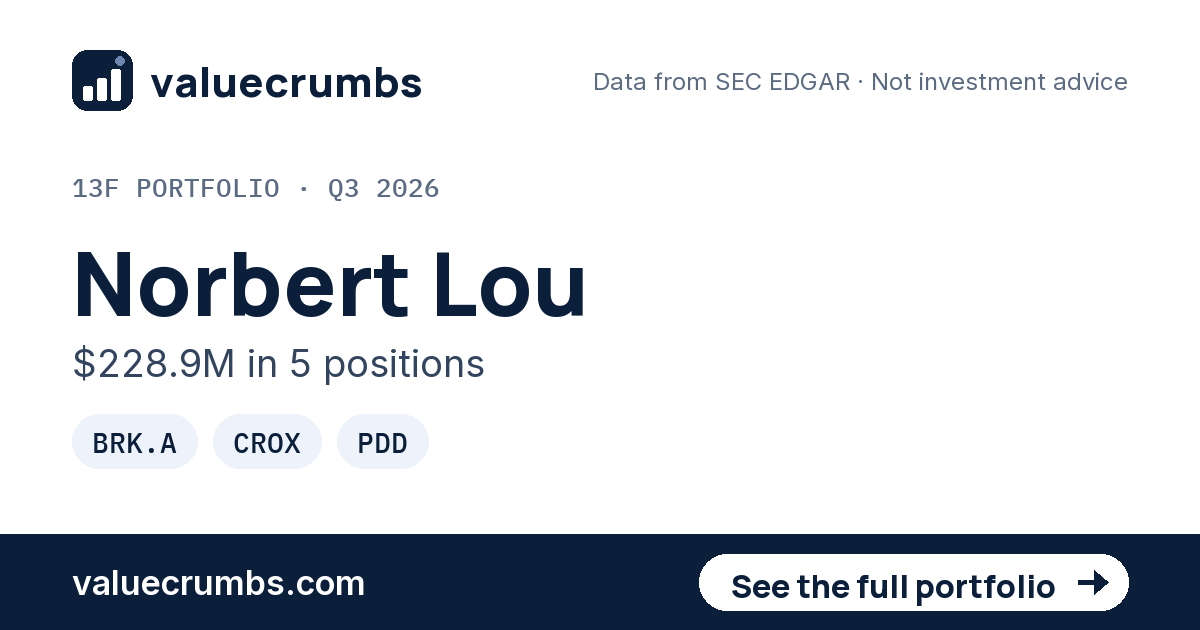 valuecrumbs
Data from SEC EDGAR · Not investment advice
13F PORTFOLIO · Q3 2026
Norbert Lou
$228.9M in 5 positions
BRK.A CROX PDD
valuecrumbs.com
See the full portfolio →